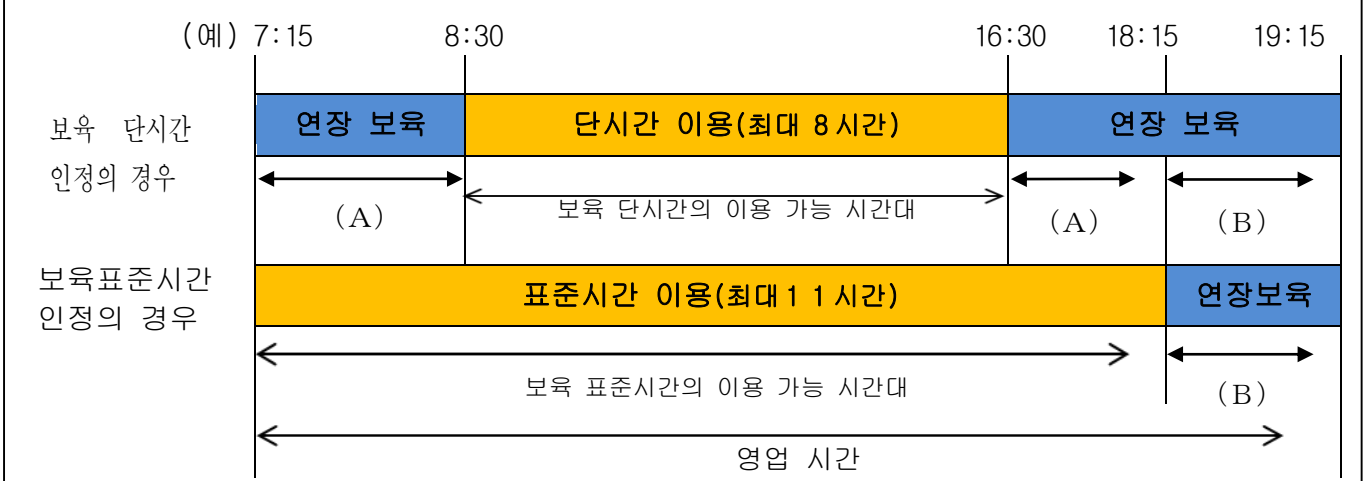 (예) 7:15 8:30 16:30 18:15 19:15
보육 단시간
인정의 경우
연장 보육 단시간 이용(최대 8시간) 연장 보육
(A) 보육 단시간의 이용 가능 시간대 (A) (B)
보육표준시간
인정의 경우
표준시간 이용(최대11시간) 연장보육
보육 표준시간의 이용 가능 시간대 (B)
영업 시간